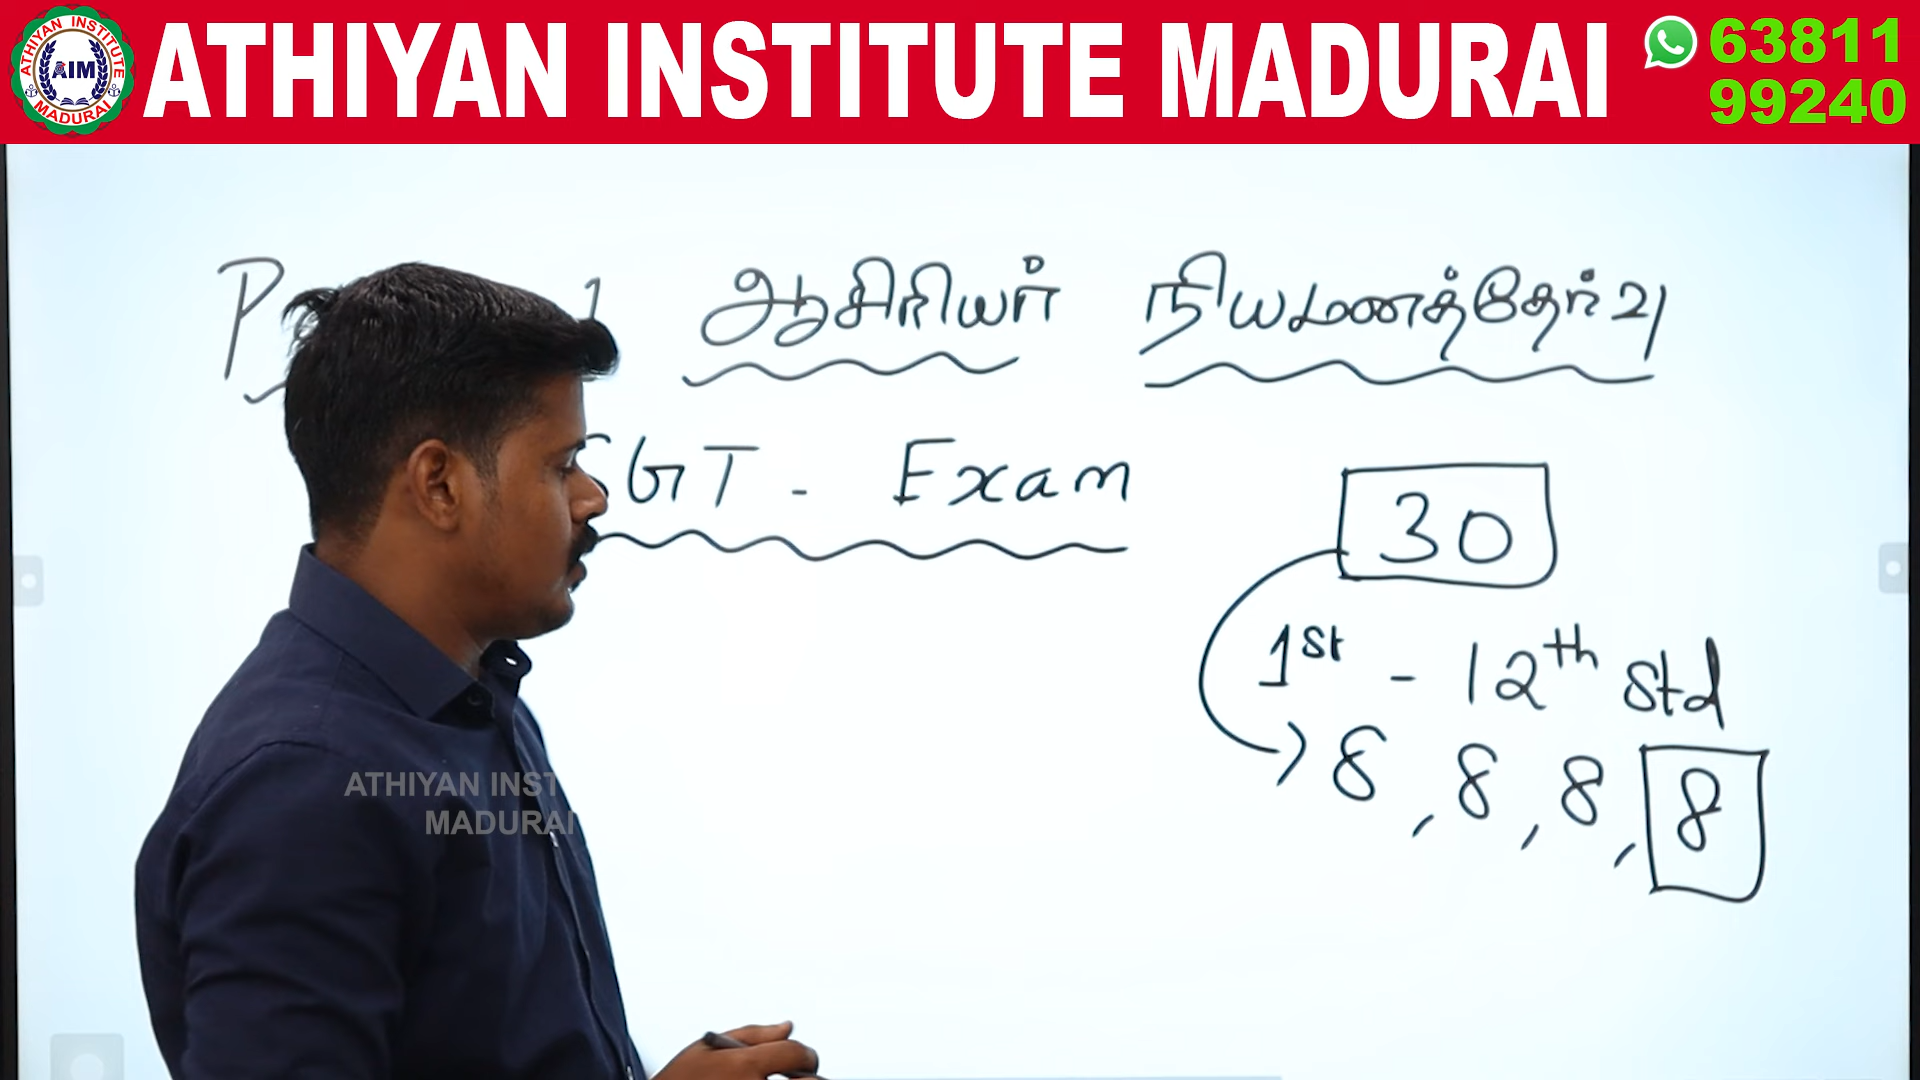 ATHIYAN INSTITUTE
AIM
MADURAI
ATHIYAN INSTITUTE MADURAI
63811
99240
1 ஆசிரியர் நியமனத்தேர்வு
SGT - Exam
30
1st - 12th std
8, 8, 8, 8
ATHIYAN INST
MADURAI